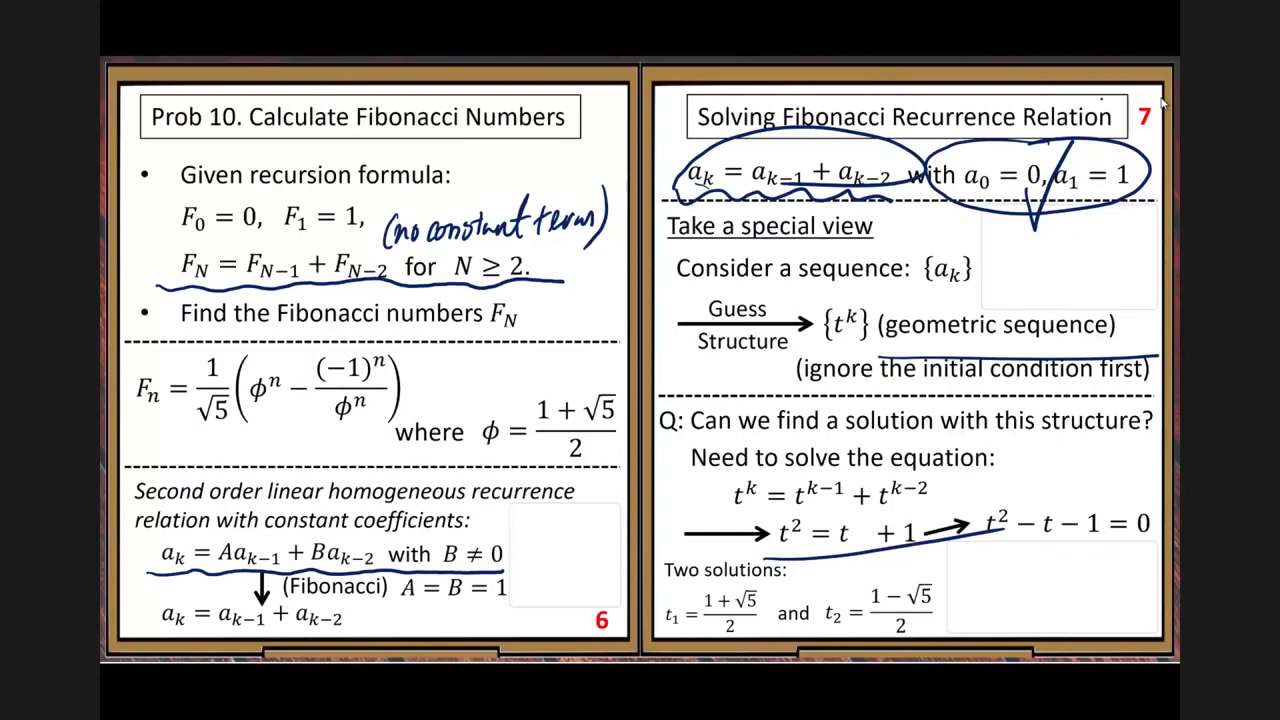 Prob 10. Calculate Fibonacci Numbers
• Given recursion formula:
F₀ = 0, F₁ = 1,
(no constant term)
F_N = F_{N−1} + F_{N−2} for N ≥ 2.
• Find the Fibonacci numbers F_N
F_n = 1/√5 (ϕⁿ − (−1)ⁿ/ϕⁿ)
where ϕ = (1 + √5)/2
Second order linear homogeneous recurrence
relation with constant coefficients:
a_k = Aa_{k−1} + Ba_{k−2} with B ≠ 0
(Fibonacci) A = B = 1
a_k = a_{k−1} + a_{k−2}
6
Solving Fibonacci Recurrence Relation
7
a_k = a_{k−1} + a_{k−2} with a₀ = 0, a₁ = 1
Take a special view
Consider a sequence: {a_k}
Guess
Structure
{t^k} (geometric sequence)
(ignore the initial condition first)
Q: Can we find a solution with this structure?
Need to solve the equation:
t^k = t^{k−1} + t^{k−2}
t² = t + 1 t² − t − 1 = 0
Two solutions:
t₁ = (1 + √5)/2 and t₂ = (1 − √5)/2